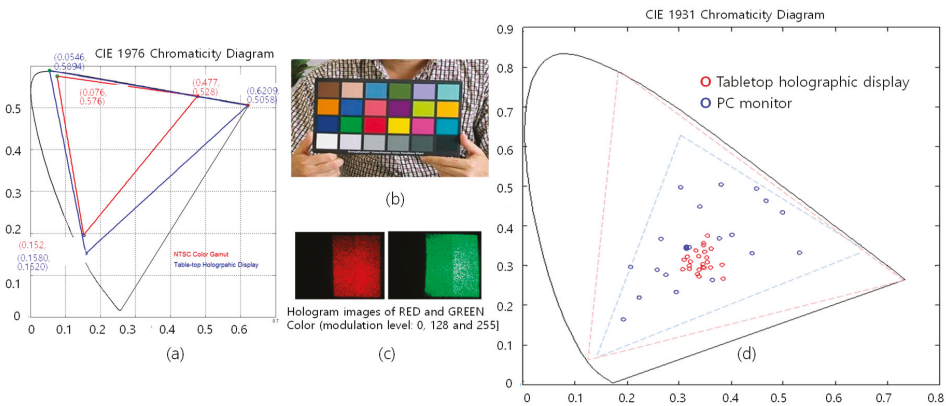 CIE 1976 Chromaticity Diagram
(0.0546,
0.5894)
(0.076,
0.576)
(0.477,
0.528)
(0.6209,
0.5058)
0.5
0.4
0.3
0.2
0.1
0
(0.152,
(0.1580,
0.1520)
NTSC Color Gamut
Table-top Hologrpahic Display
0 0.1 0.2 0.3 0.4 0.5 0.6 0.7
(a)
(b)
Hologram images of RED and GREEN
Color (modulation level: 0, 128 and 255]
(c)
CIE 1931 Chromaticity Diagram
0.9
0.8
0.7
0.6
0.5
0.4
0.3
0.2
0.1
0
Tabletop holographic display
PC monitor
(d)
0 0.1 0.2 0.3 0.4 0.5 0.6 0.7 0.8